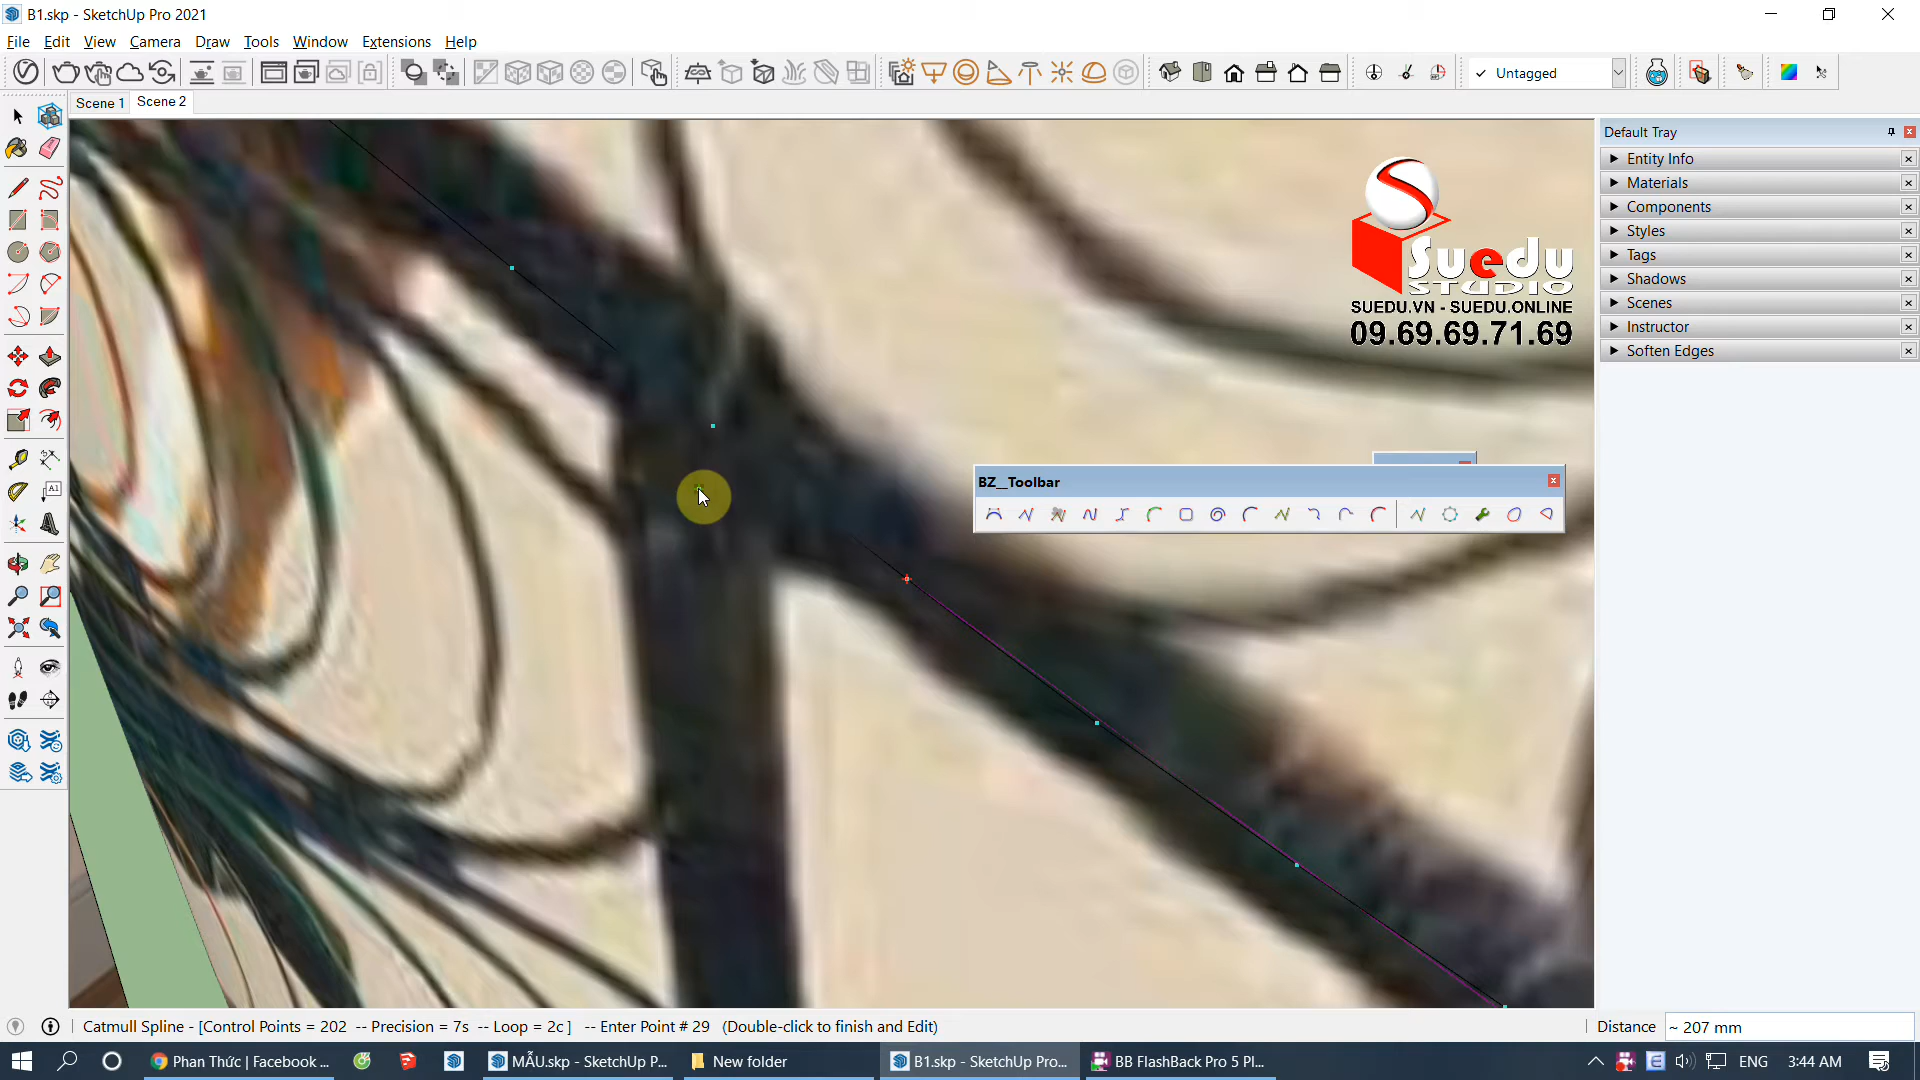 B1.skp - SketchUp Pro 2021
File Edit View Camera Draw Tools Window Extensions Help
Untagged
Scene 1 Scene 2
Default Tray
Entity Info
Materials
Components
Styles
Tags
Shadows
Scenes
Instructor
Soften Edges
Suedu
STUDIO
SUEDU.VN - SUEDU.ONLINE
09.69.69.71.69
BZ__Toolbar
A1
Catmull Spline - [Control Points = 202 -- Precision = 7s -- Loop = 2c ] -- Enter Point # 29 (Double-click to finish and Edit)
Distance ~ 207 mm
Phan Thức | Facebook ...
MẪU.skp - SketchUp P...
New folder
B1.skp - SketchUp Pro...
BB FlashBack Pro 5 Pl...
ENG 3:44 AM